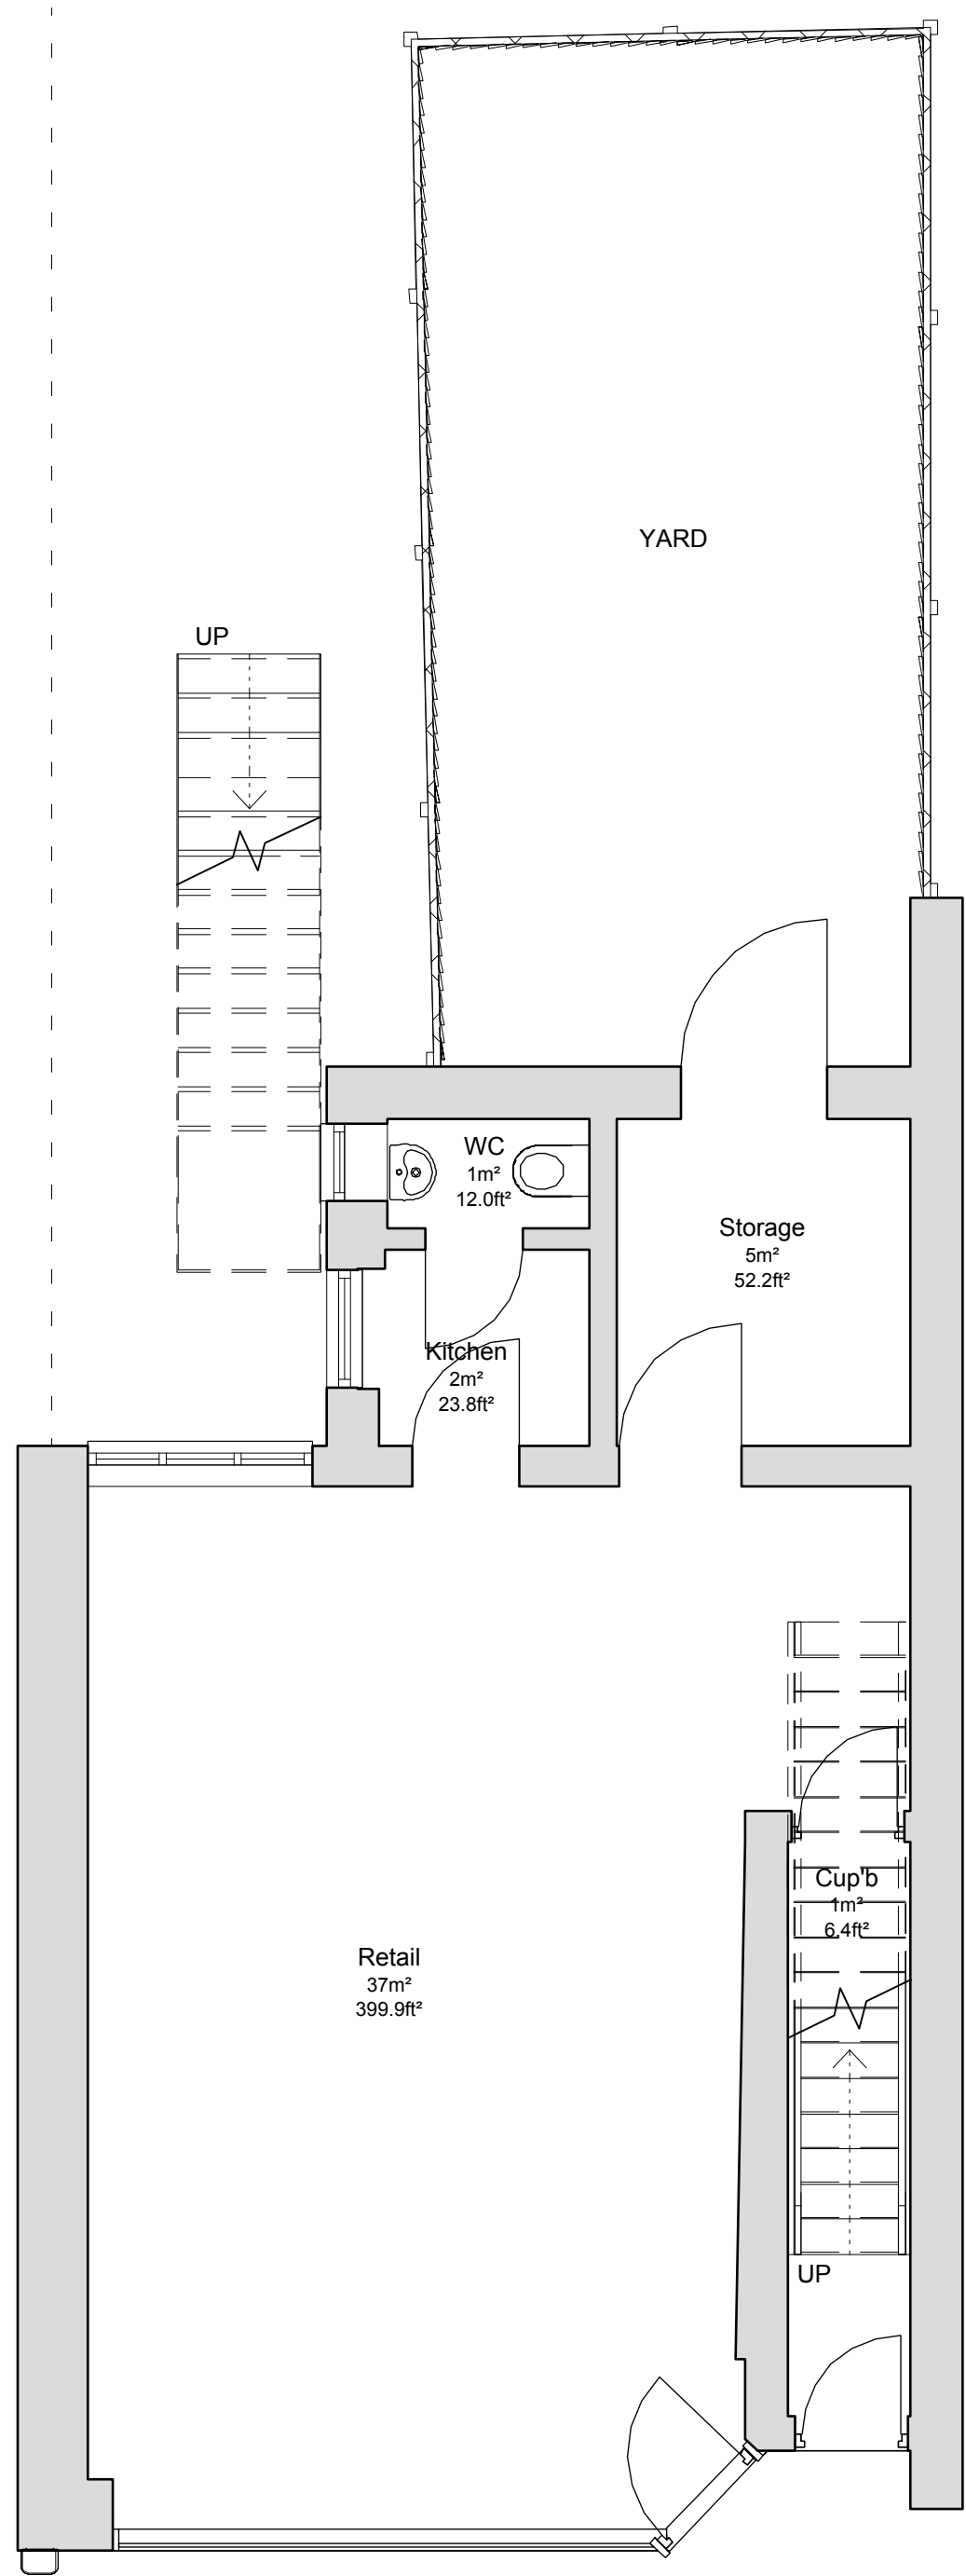 YARD
UP
WC
1m²
12.0ft²
Storage
5m²
52.2ft²
Kitchen
2m²
23.8ft²
Cup'b
1m²
6.4ft²
Retail
37m²
399.9ft²
UP